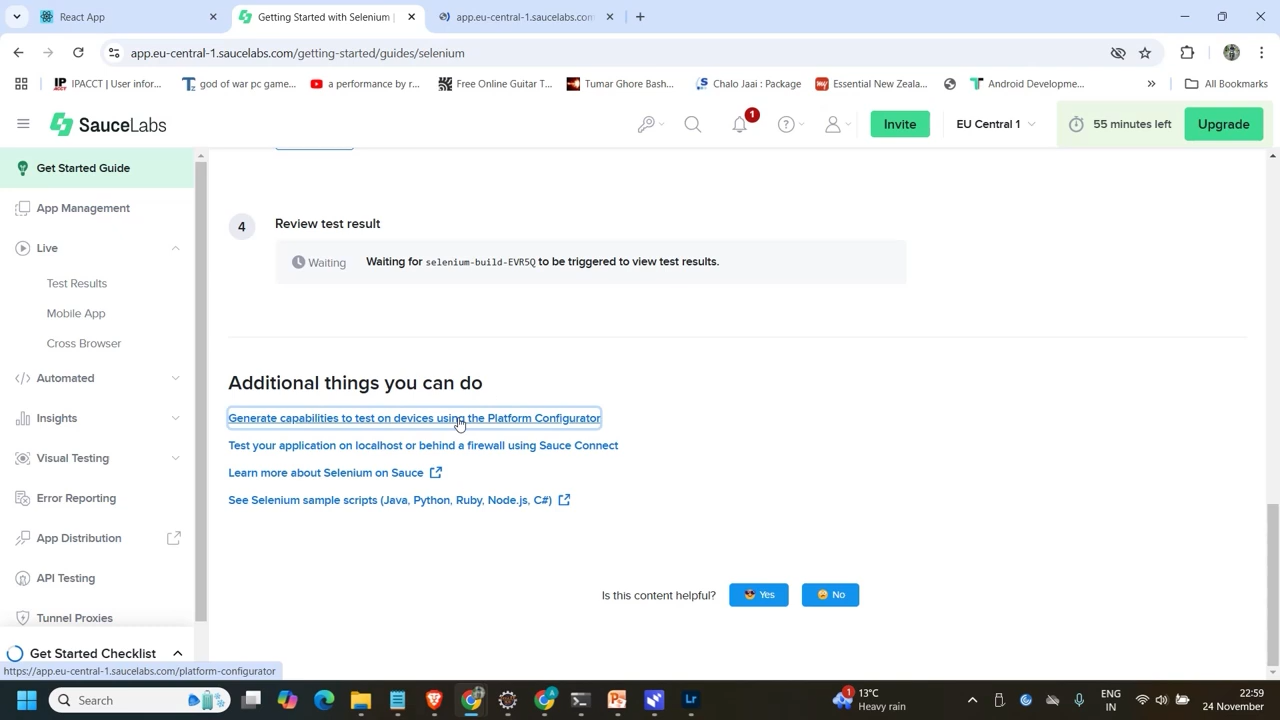 React App
Getting Started with Selenium |
app.eu-central-1.saucelabs.com
app.eu-central-1.saucelabs.com/getting-started/guides/selenium
IPACCT | User infor...
god of war pc game...
a performance by r...
Free Online Guitar T...
Tumar Ghore Bash...
Chalo Jaai : Package
Essential New Zeala...
Android Developme...
All Bookmarks
SauceLabs
1
Invite
EU Central 1
55 minutes left
Upgrade
Get Started Guide
App Management
Live
Test Results
Mobile App
Cross Browser
Automated
Insights
Visual Testing
Error Reporting
App Distribution
API Testing
Tunnel Proxies
Get Started Checklist
https://app.eu-central-1.saucelabs.com/platform-configurator
4
Review test result
Waiting
Waiting for selenium-build-EVR5Q to be triggered to view test results.
Additional things you can do
Generate capabilities to test on devices using the Platform Configurator
Test your application on localhost or behind a firewall using Sauce Connect
Learn more about Selenium on Sauce
See Selenium sample scripts (Java, Python, Ruby, Node.js, C#)
Is this content helpful?
Yes
No
Search
1
13°C
Heavy rain
ENG
IN
22:59
24 November